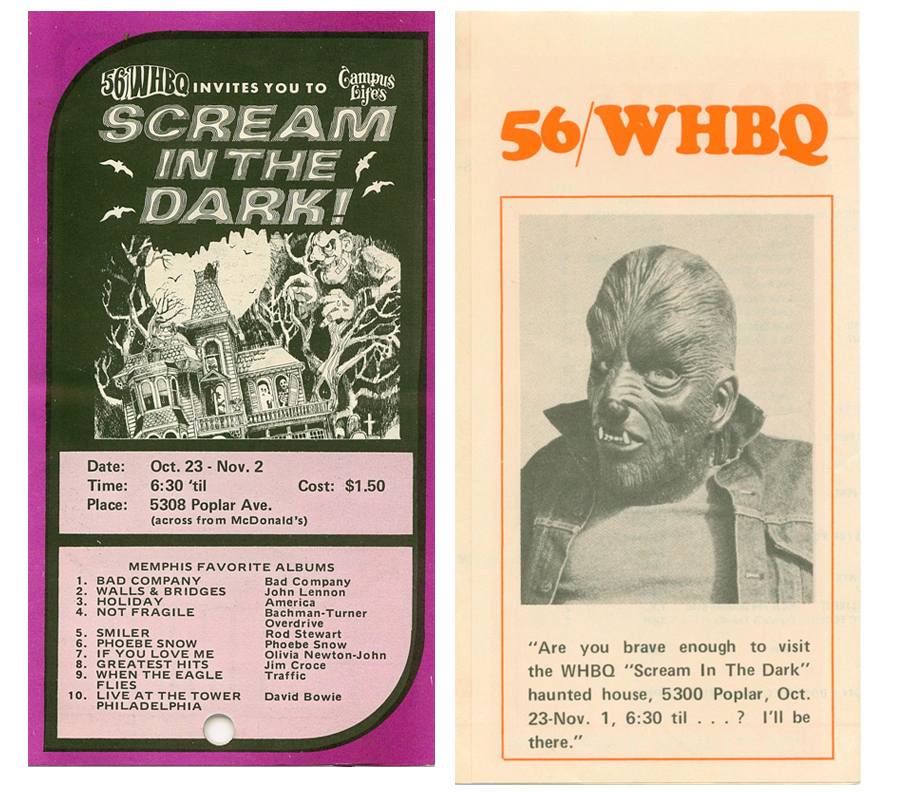 56/WHBQ INVITES YOU TO Campus Life's
SCREAM
IN THE
DARK!
Date: Oct. 23 - Nov. 2
Time: 6:30 'til Cost: $1.50
Place: 5308 Poplar Ave.
(across from McDonald's)
MEMPHIS FAVORITE ALBUMS
1. BAD COMPANY Bad Company
2. WALLS & BRIDGES John Lennon
3. HOLIDAY America
4. NOT FRAGILE Bachman-Turner
Overdrive
5. SMILER Rod Stewart
6. PHOEBE SNOW Phoebe Snow
7. IF YOU LOVE ME Olivia Newton-John
8. GREATEST HITS Jim Croce
9. WHEN THE EAGLE Traffic
FLIES
10. LIVE AT THE TOWER David Bowie
PHILADELPHIA
56/WHBQ
"Are you brave enough to visit
the WHBQ "Scream In The Dark"
haunted house, 5300 Poplar, Oct.
23-Nov. 1, 6:30 til . . . ? I'll be
there."